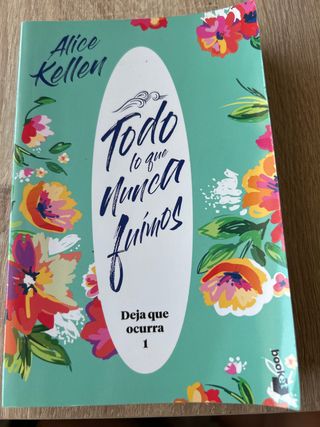 Alice
Kellen
Todo
lo que
nunca
fuimos
Deja que
ocurra
1
booket